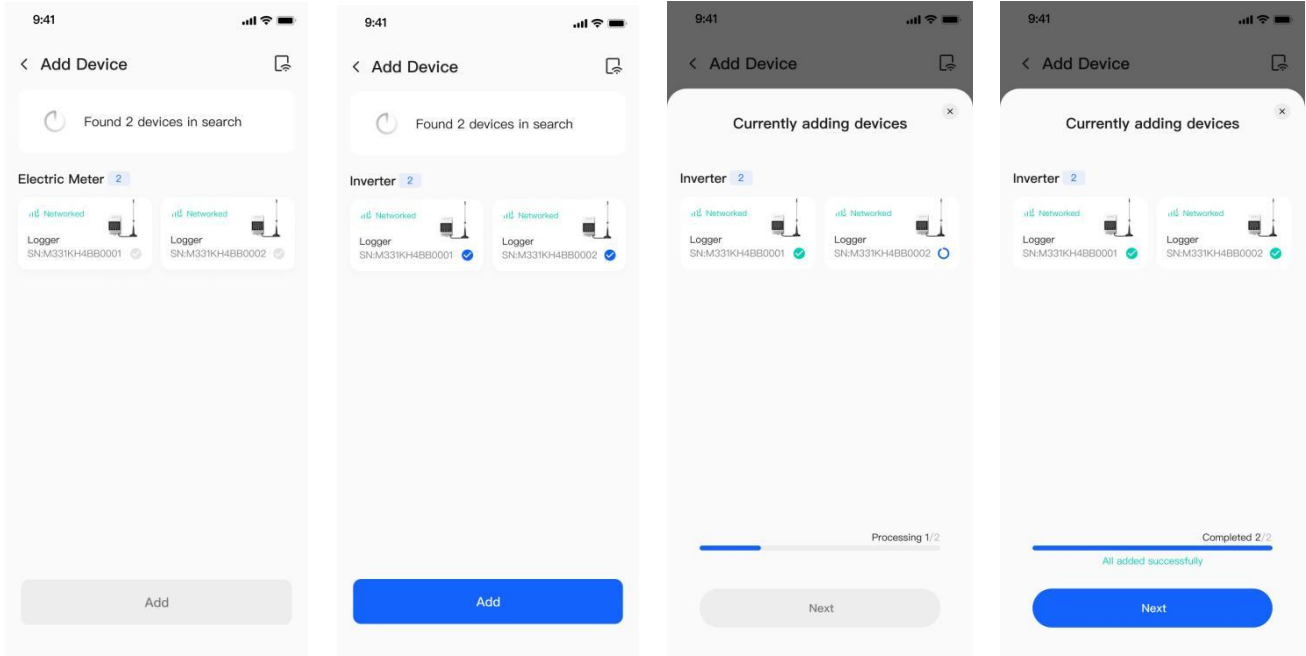 9:41
Add Device
Found 2 devices in search
Electric Meter 2
Networked
Logger
SN:M331KH4BB0001
Networked
Logger
SN:M331KH4BB0002
Add
9:41
Add Device
Found 2 devices in search
Inverter 2
Networked
Logger
SN:M331KH4BB0001
Networked
Logger
SN:M331KH4BB0002
Add
9:41
Add Device
Currently adding devices
Inverter 2
Networked
Logger
SN:M331KH4BB0001
Networked
Logger
SN:M331KH4BB0002
Processing 1/2
Next
9:41
Add Device
Currently adding devices
Inverter 2
Networked
Logger
SN:M331KH4BB0001
Networked
Logger
SN:M331KH4BB0002
Completed 2/2
All added successfully
Next